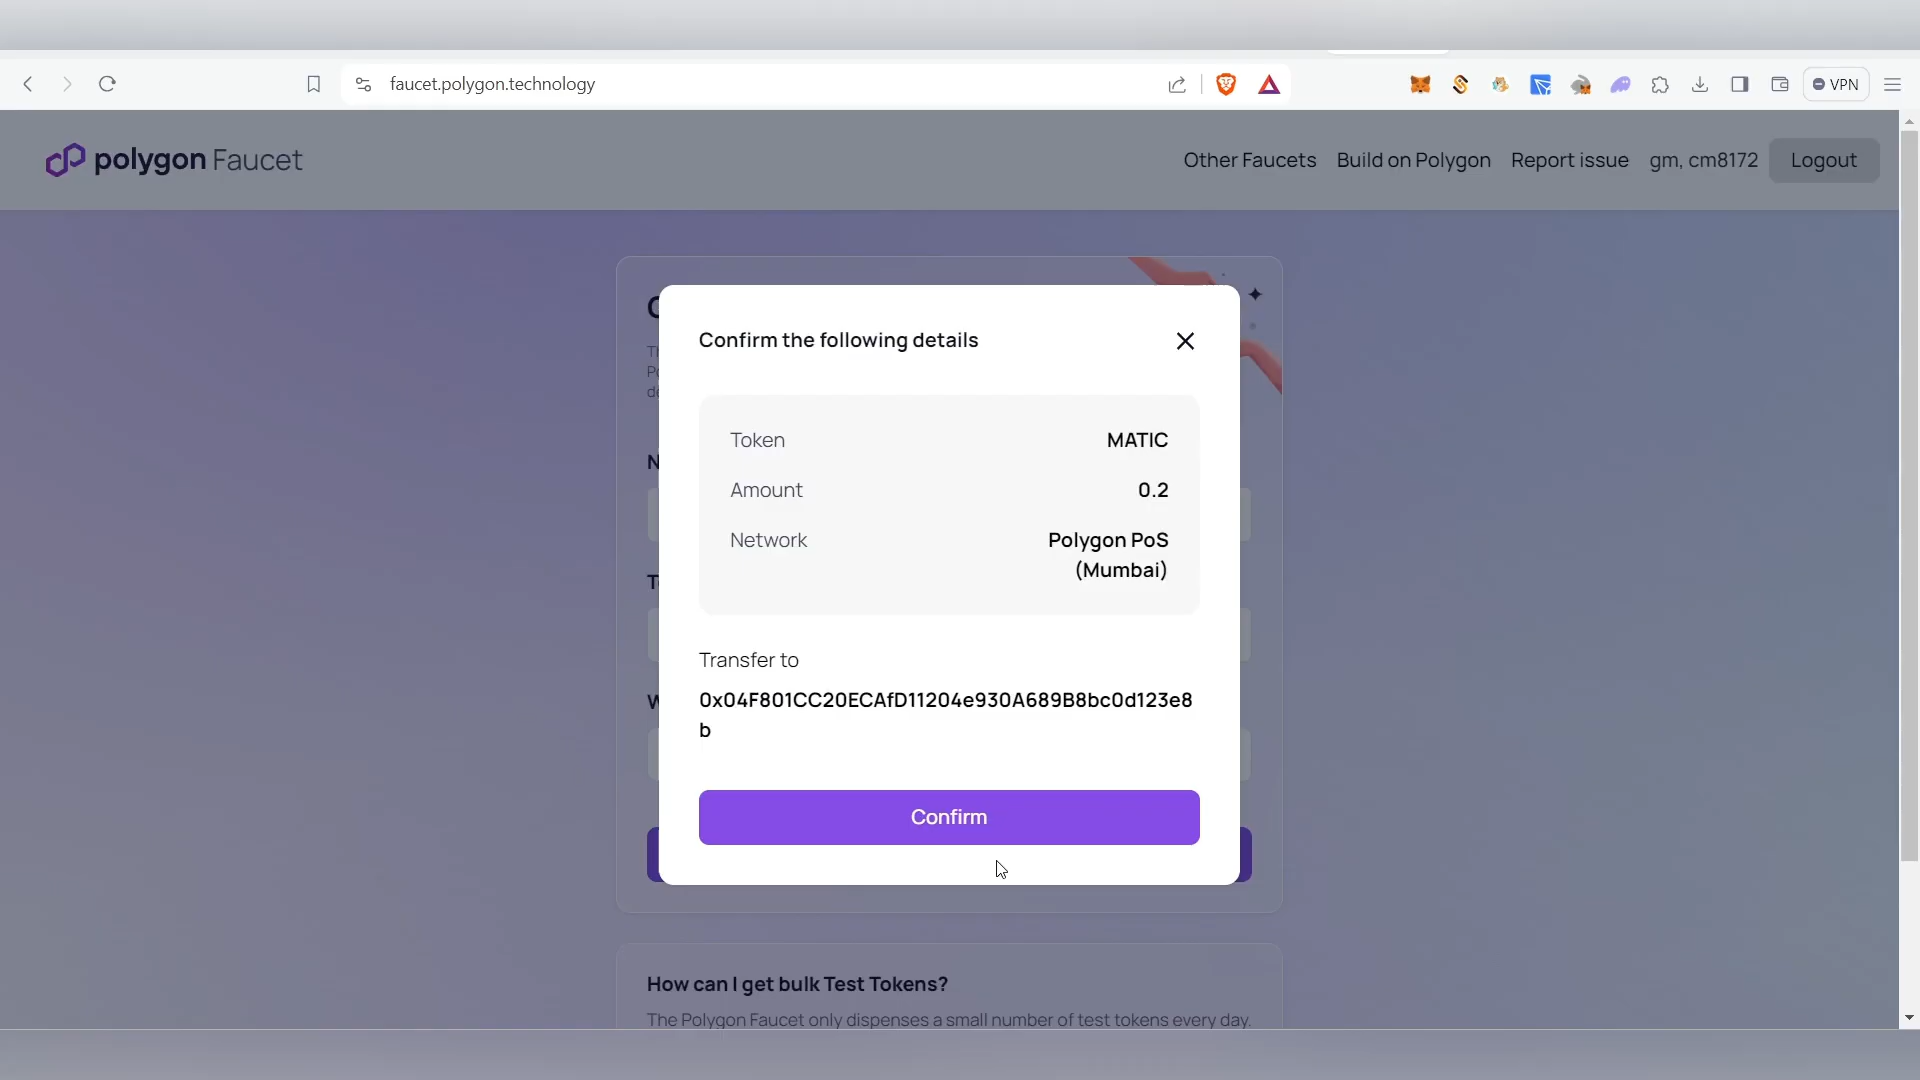 faucet.polygon.technology
VPN
polygon Faucet
Other Faucets
Build on Polygon
Report issue
gm, cm8172
Logout
Confirm the following details
Token
MATIC
Amount
0.2
Network
Polygon PoS
(Mumbai)
Transfer to
0x04F801CC20ECAfD11204e930A689B8bc0d123e8
b
Confirm
How can I get bulk Test Tokens?
The Polygon Faucet only dispenses a small number of test tokens every day.